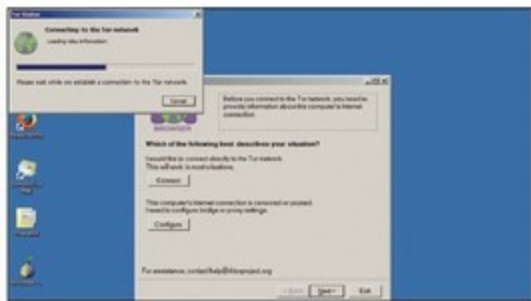 Tor Status
Connecting to the Tor network
Loading relay information
Please wait while we establish a connection to the Tor network.
Cancel
Before you connect to the Tor network, you need to
provide information about this computer's Internet
connection.
BROWSER
Which of the following best describes your situation?
I would like to connect directly to the Tor network
This will work in most situations.
Connect
This computer's Internet connection is censored or proxied.
I need to configure bridge or proxy settings.
Configure
For assistance, contact help@rt.torproject.org
< Back
Next >
Exit